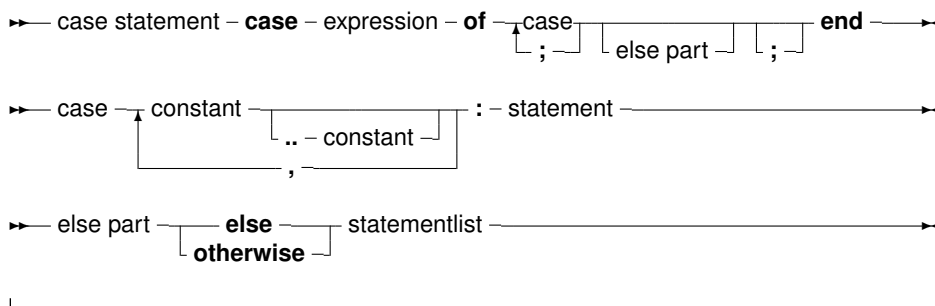 case statement case expression of case end
; else part ;
case constant : statement
.. constant
,
else part else statementlist
otherwise